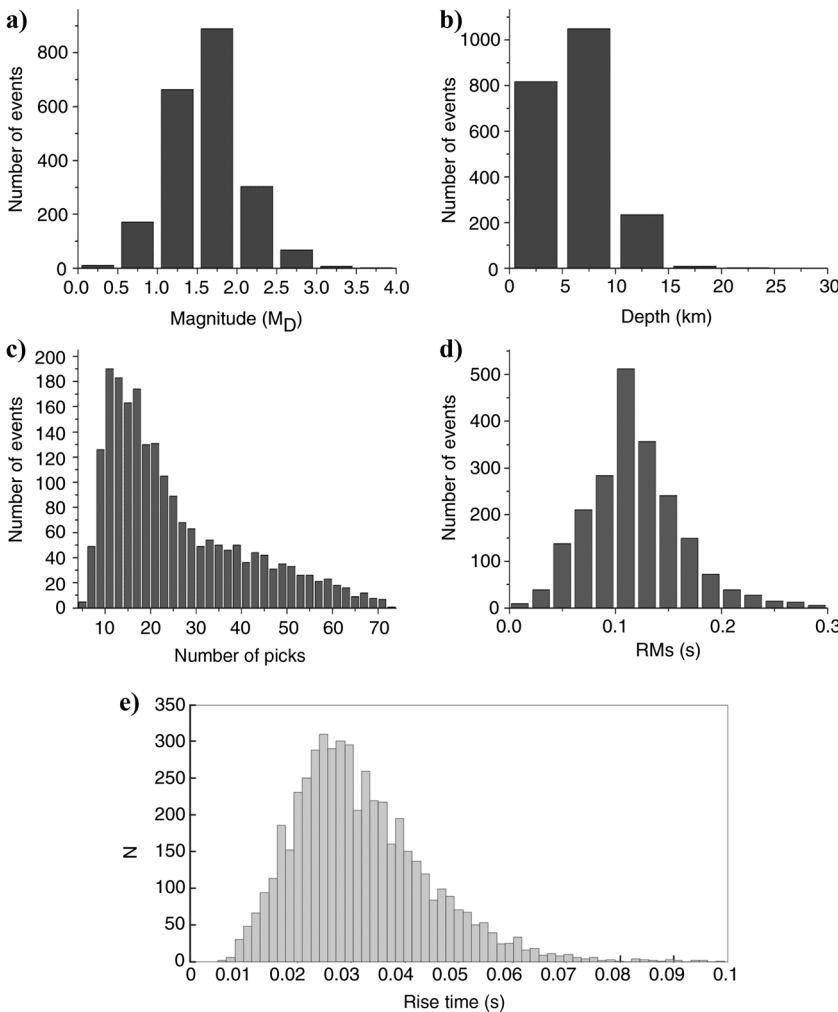 a)
800
600
400
200
0
Number of events
0.0 0.5 1.0 1.5 2.0 2.5 3.0 3.5 4.0
Magnitude (M_D)
b)
1000
800
600
400
200
0
Number of events
0 5 10 15 20 25 30
Depth (km)
c)
200
180
160
140
120
100
80
60
40
20
0
Number of events
10 20 30 40 50 60 70
Number of picks
d)
500
400
300
200
100
0
Number of events
0.0 0.1 0.2 0.3
RMs (s)
e)
350
300
250
200
150
100
50
0
N
0 0.01 0.02 0.03 0.04 0.05 0.06 0.07 0.08 0.09 0.1
Rise time (s)